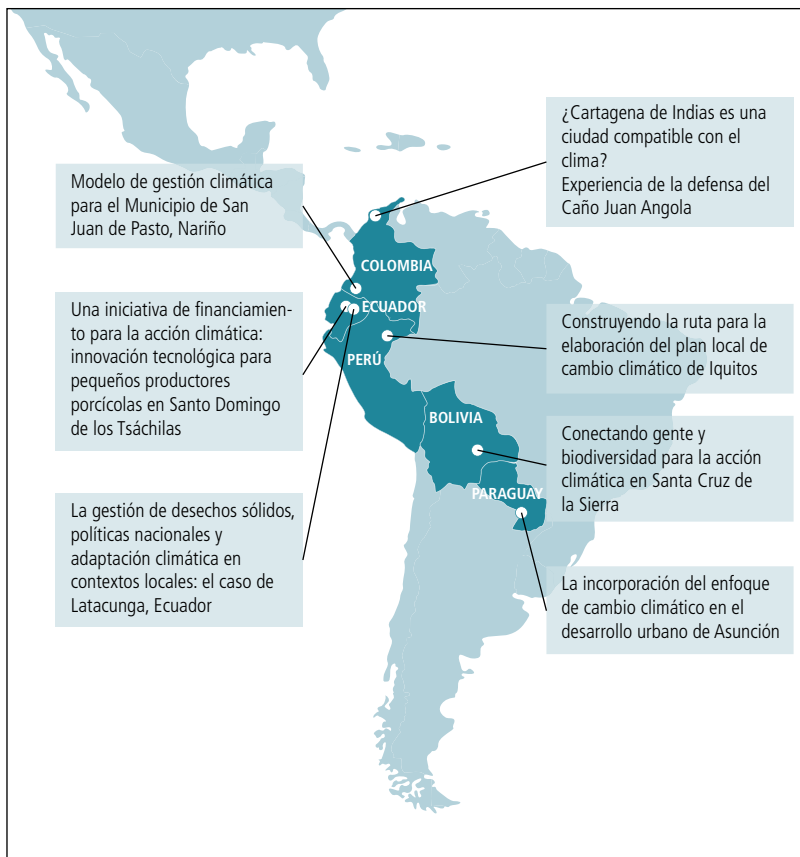 ¿Cartagena de Indias es una
ciudad compatible con el
clima?
Experiencia de la defensa del
Caño Juan Angola
Modelo de gestión climática
para el Municipio de San
Juan de Pasto, Nariño
COLOMBIA
Una iniciativa de financiamien-
to para la acción climática:
innovación tecnológica para
pequeños productores
porcícolas en Santo Domingo
de los Tsáchilas
ECUADOR
PERÚ
Construyendo la ruta para la
elaboración del plan local de
cambio climático de Iquitos
BOLIVIA
Conectando gente y
biodiversidad para la acción
climática en Santa Cruz de
la Sierra
PARAGUAY
La gestión de desechos sólidos,
políticas nacionales y
adaptación climática en
contextos locales: el caso de
Latacunga, Ecuador
La incorporación del enfoque
de cambio climático en el
desarrollo urbano de Asunción